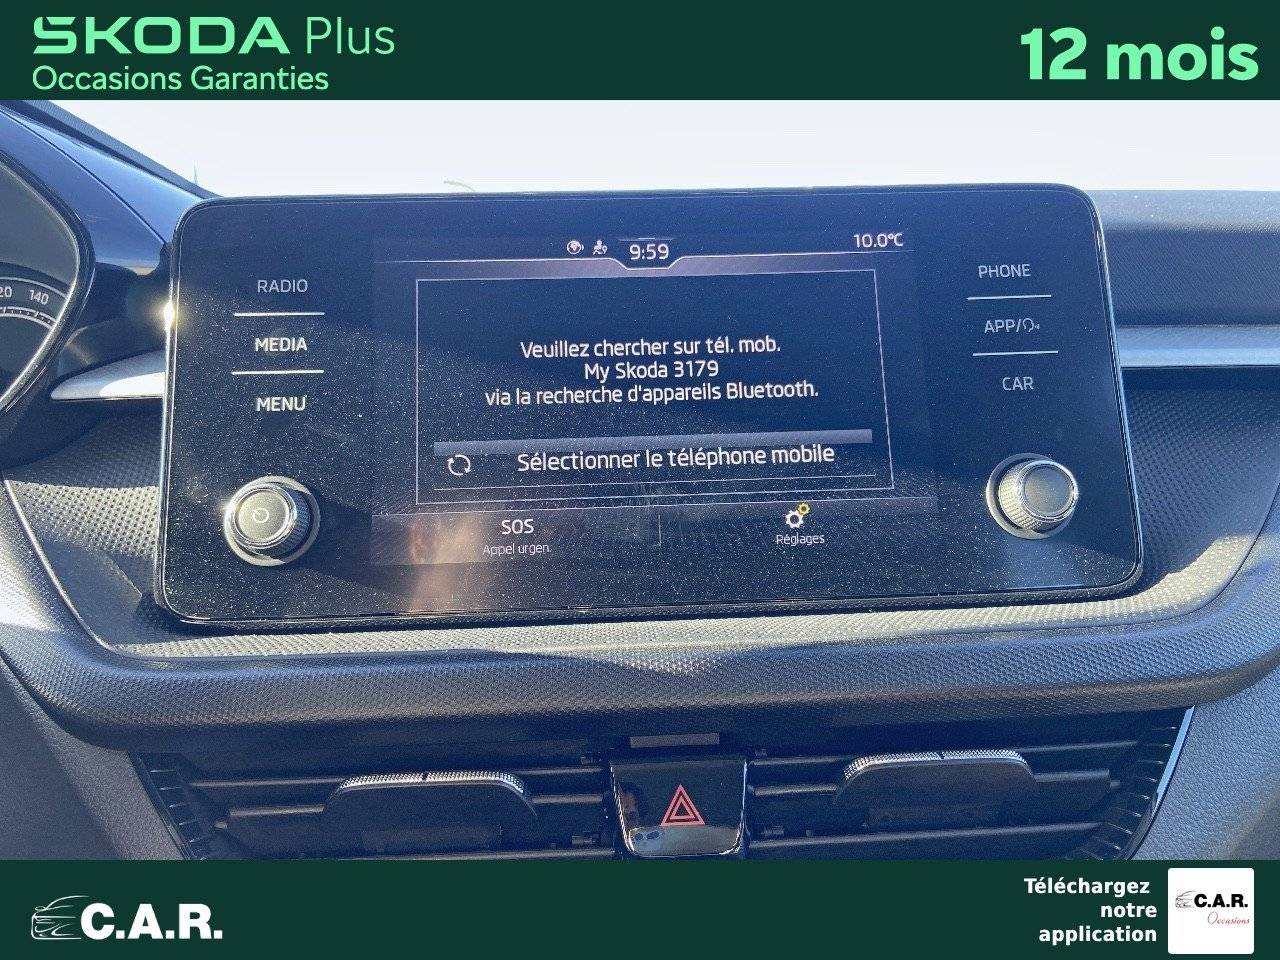 SKODA Plus
Occasions Garanties
12 mois
9:59
10.0°C
RADIO
MEDIA
MENU
PHONE
APP/
CAR
Veuillez chercher sur tél. mob.
My Skoda 3179
via la recherche d'appareils Bluetooth.
Sélectionner le téléphone mobile
SOS
Appel urgen.
Réglages
20 140
C.A.R.
Téléchargez
notre
application
C.A.R.
Occasions